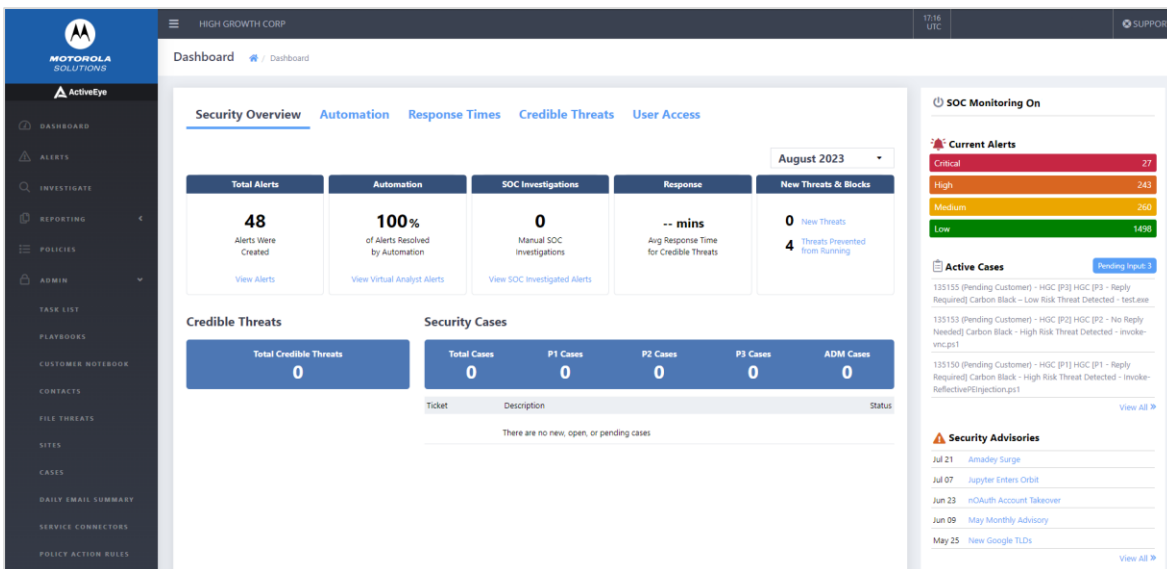 HIGH GROWTH CORP
17:16
UTC
SUPPOR
MOTOROLA
SOLUTIONS
ActiveEye
DASHBOARD
ALERTS
INVESTIGATE
REPORTING
POLICIES
ADMIN
TASK LIST
PLAYBOOKS
CUSTOMER NOTEBOOK
CONTACTS
FILE THREATS
SITES
CASES
DAILY EMAIL SUMMARY
SERVICE CONNECTORS
POLICY ACTION RULES
Dashboard / Dashboard
Security Overview Automation Response Times Credible Threats User Access
August 2023
Total Alerts
48
Alerts Were
Created
View Alerts
Automation
100%
of Alerts Resolved
by Automation
View Virtual Analyst Alerts
SOC Investigations
0
Manual SOC
Investigations
View SOC Investigated Alerts
Response
-- mins
Avg Response Time
for Credible Threats
New Threats & Blocks
0 New Threats
4 Threats Prevented
from Running
Credible Threats
Total Credible Threats
0
Security Cases
Total Cases P1 Cases P2 Cases P3 Cases ADM Cases
0 0 0 0 0
Ticket Description Status
There are no new, open, or pending cases
SOC Monitoring On
Current Alerts
Critical 27
High 243
Medium 260
Low 1498
Active Cases Pending Input: 3
135155 (Pending Customer) - HGC [P3] HGC [P3 - Reply
Required] Carbon Black – Low Risk Threat Detected - test.exe
135153 (Pending Customer) - HGC [P2] HGC [P2 - No Reply
Needed] Carbon Black - High Risk Threat Detected - invoke-
vnc.ps1
135150 (Pending Customer) - HGC [P1] HGC [P1 - Reply
Required] Carbon Black - High Risk Threat Detected - Invoke-
ReflectivePEInjection.ps1
View All »
Security Advisories
Jul 21 Amadey Surge
Jul 07 Jupyter Enters Orbit
Jun 23 nOAuth Account Takeover
Jun 09 May Monthly Advisory
May 25 New Google TLDs
View All »